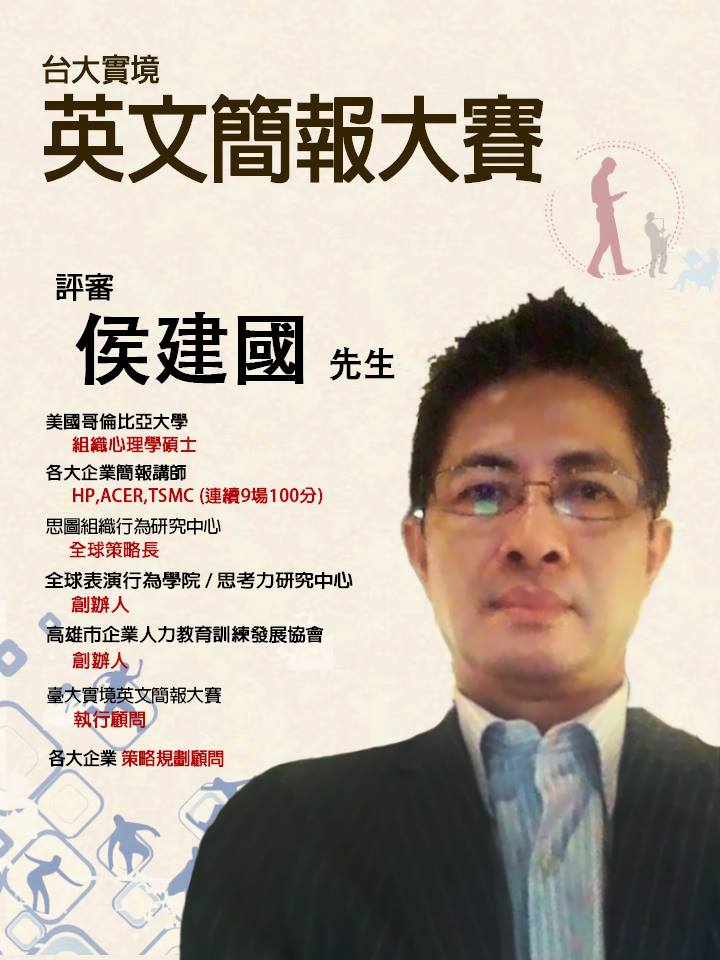 台大實境
英文簡報大賽
評審
侯建國 先生
美國哥倫比亞大學
組織心理學碩士
各大企業簡報講師
HP,ACER,TSMC (連續9場100分)
思圖組織行為研究中心
全球策略長
全球表演行為學院 / 思考力研究中心
創辦人
高雄市企業人力教育訓練發展協會
創辦人
臺大實境英文簡報大賽
執行顧問
各大企業 策略規劃顧問